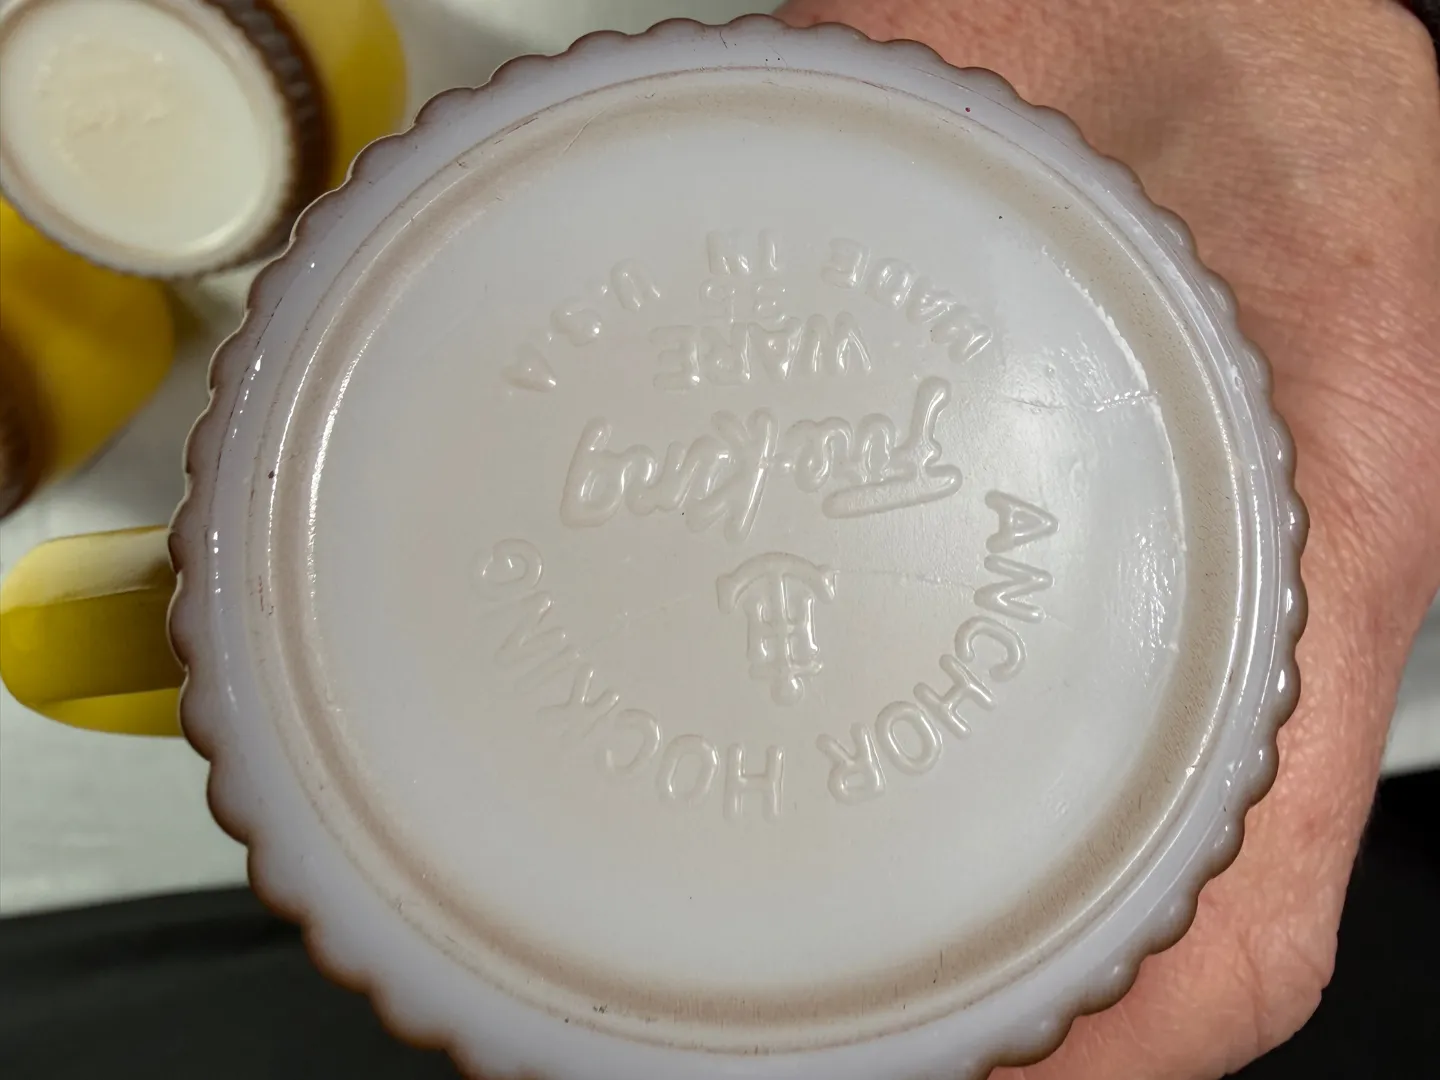 ANCHOR HOCKING
Fire-King
WARE
MADE IN U.S.A